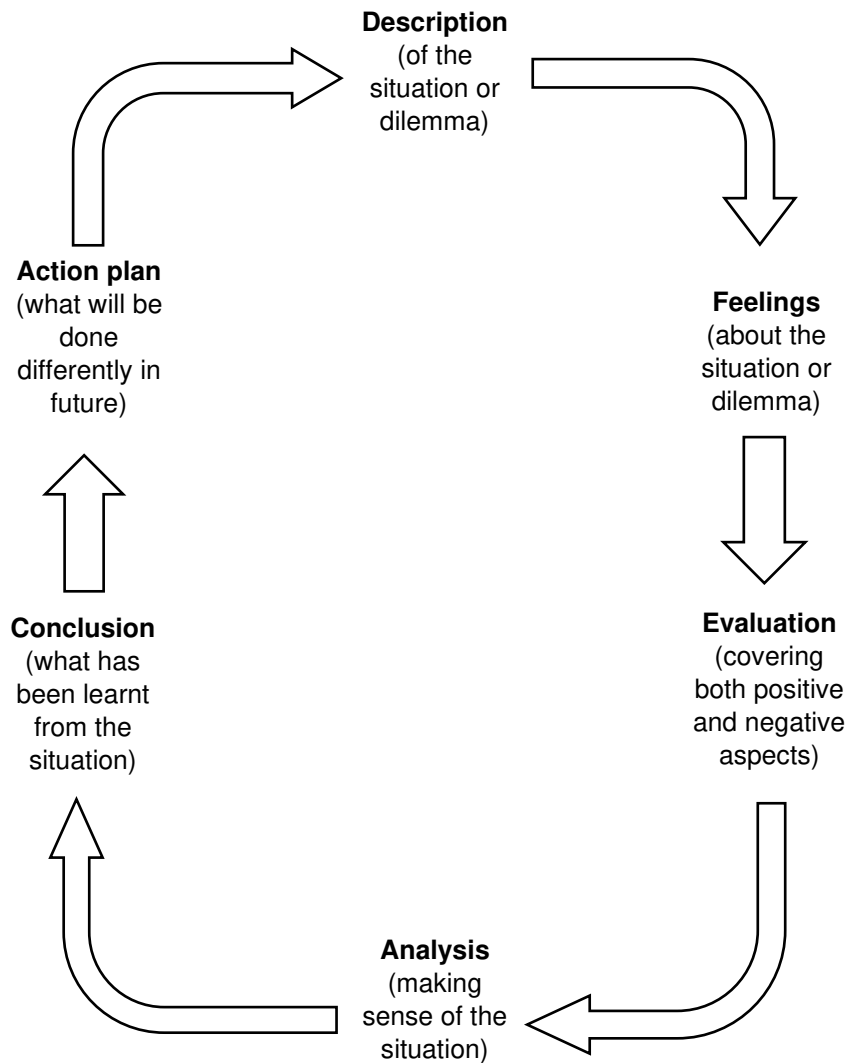 Description
(of the
situation or
dilemma)
Feelings
(about the
situation or
dilemma)
Evaluation
(covering
both positive
and negative
aspects)
Analysis
(making
sense of the
situation)
Conclusion
(what has
been learnt
from the
situation)
Action plan
(what will be
done
differently in
future)